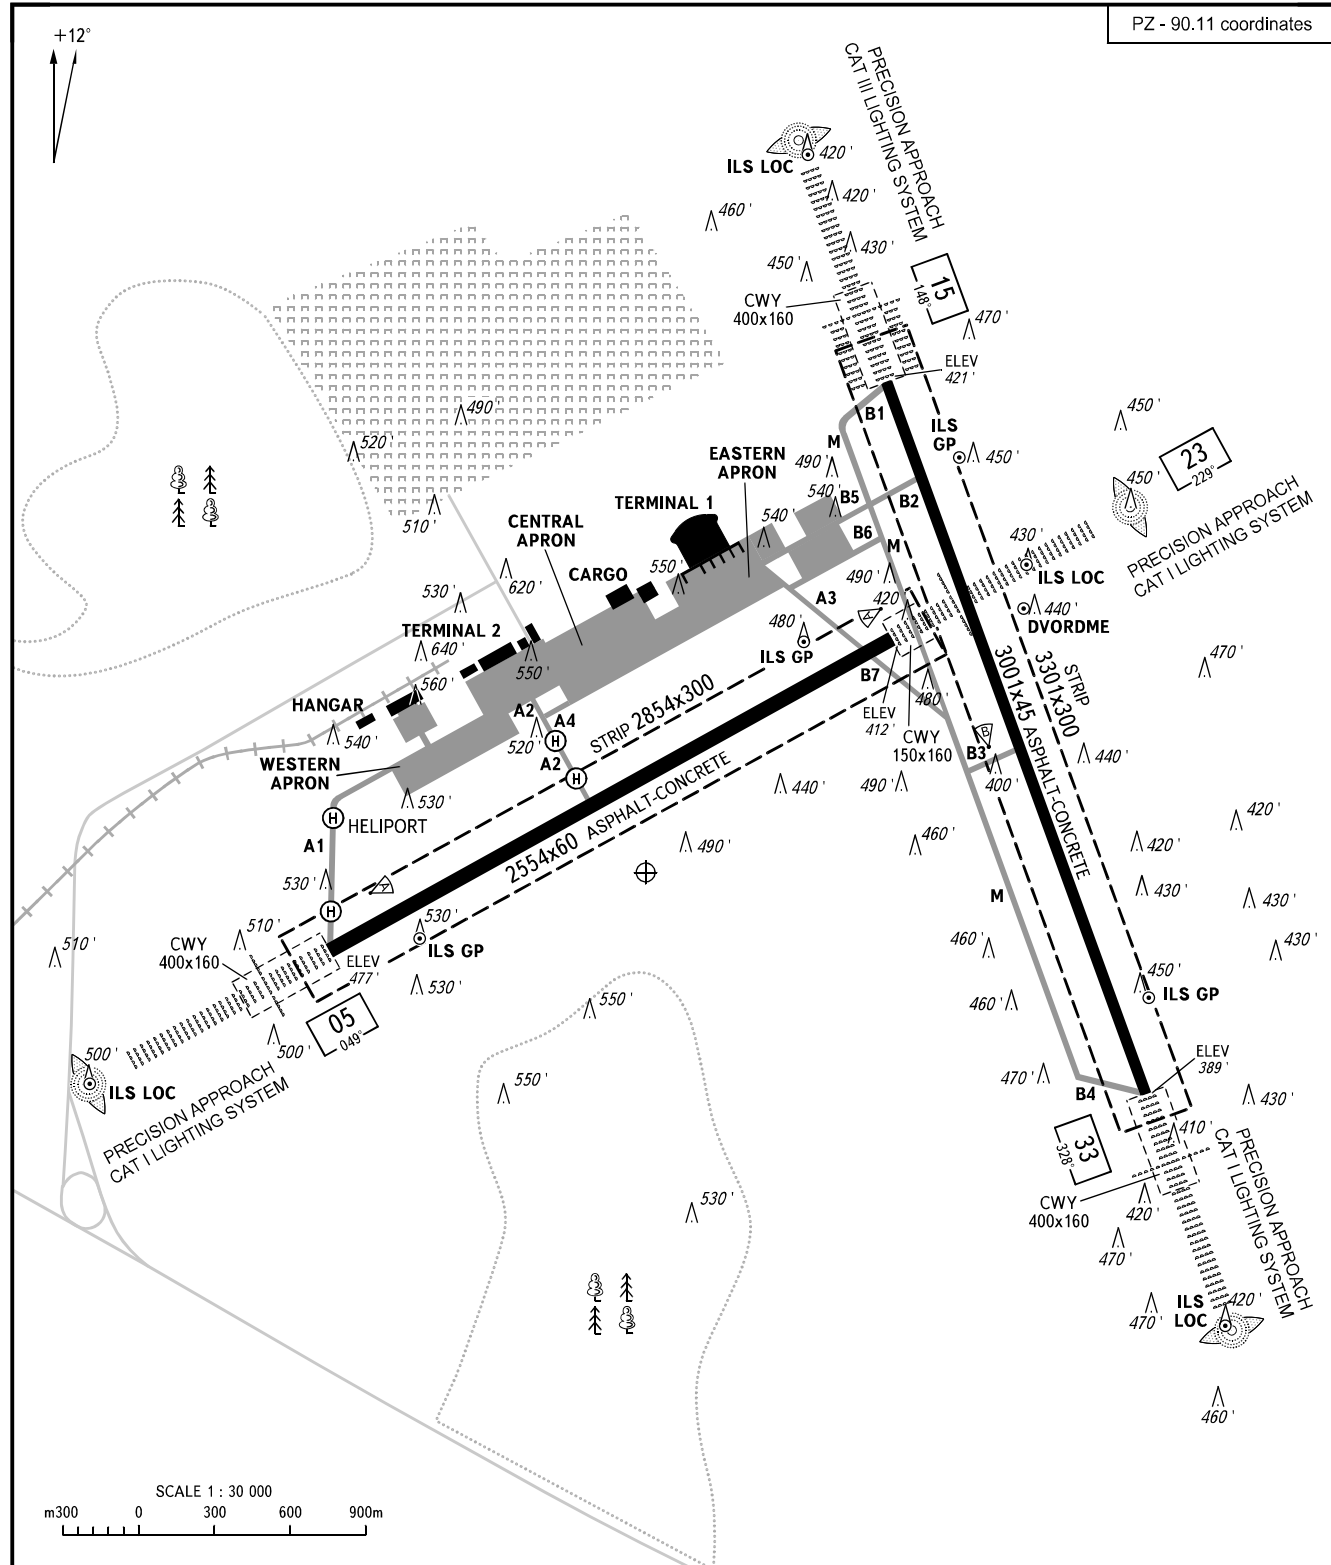 PZ - 90.11 coordinates
+12°
PRECISION APPROACH
CAT III LIGHTING SYSTEM
ILS LOC
420'
420'
460'
430'
450'
15
148°
CWY
400x160
470'
ELEV
421'
B1
490'
520'
M
ILS
GP
450'
450'
23
229°
450'
PRECISION APPROACH
CAT I LIGHTING SYSTEM
EASTERN
APRON
490'
540'
B5
B2
TERMINAL 1
510'
CENTRAL
APRON
540'
B6
M
430'
ILS LOC
CARGO
550'
620'
530'
490'
A3
420'
440'
DVORDME
TERMINAL 2
640'
480'
ILS GP
A
550'
560'
B7
480'
3001x45 ASPHALT-CONCRETE
STRIP
3301x300
470'
HANGAR
540'
A2
A4
520'
H
STRIP 2854x300
ELEV
412'
CWY
150x160
B
B3
400'
440'
WESTERN
APRON
A2
H
530'
2554x60 ASPHALT-CONCRETE
440'
490'
H
HELIPORT
A1
490'
460'
420'
420'
530'
A
430'
430'
M
H
530'
ILS GP
510'
510'
CWY
400x160
ELEV
477'
460'
430'
530'
550'
460'
450'
ILS GP
05
049°
500'
500'
ILS LOC
PRECISION APPROACH
CAT I LIGHTING SYSTEM
550'
470'
ELEV
389'
B4
430'
33
328°
410'
PRECISION APPROACH
CAT I LIGHTING SYSTEM
CWY
400x160
420'
530'
470'
ILS
LOC
420'
470'
460'
SCALE 1 : 30 000
m300
0
300
600
900m